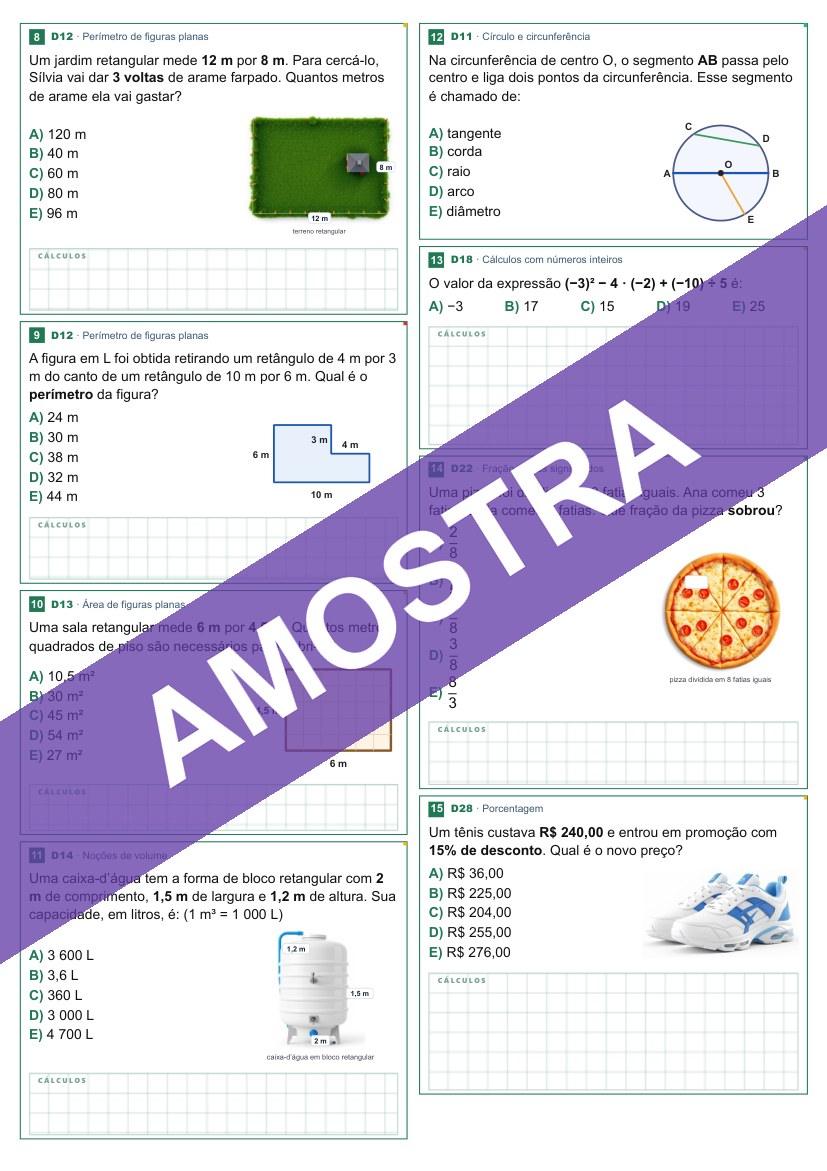 8 D12 · Perímetro de figuras planas
Um jardim retangular mede 12 m por 8 m. Para cercá-lo,
Sílvia vai dar 3 voltas de arame farpado. Quantos metros
de arame ela vai gastar?
A) 120 m
B) 40 m
C) 60 m
D) 80 m
E) 96 m
8 m
12 m
terreno retangular
CÁLCULOS
9 D12 · Perímetro de figuras planas
A figura em L foi obtida retirando um retângulo de 4 m por 3
m do canto de um retângulo de 10 m por 6 m. Qual é o
perímetro da figura?
A) 24 m
B) 30 m
C) 38 m
D) 32 m
E) 44 m
3 m
4 m
6 m
10 m
CÁLCULOS
10 D13 · Área de figuras planas
Uma sala retangular mede 6 m por Quantos
quadrados de piso são necessários
A) 10,5 m²
B) 30 m²
C) 45 m²
D) 54 m²
E) 27 m²
6 m
CÁLCULOS
11 D14 · Noções de volume
Uma caixa-d'água tem a forma de bloco retangular com 2
m de comprimento, 1,5 m de largura e 1,2 m de altura. Sua
capacidade, em litros, é: (1 m³ = 1 000 L)
A) 3 600 L
B) 3,6 L
C) 360 L
D) 3 000 L
E) 4 700 L
1,2 m
1,5 m
2 m
caixa-d'água em bloco retangular
CÁLCULOS
12 D11 · Círculo e circunferência
Na circunferência de centro O, o segmento AB passa pelo
centro e liga dois pontos da circunferência. Esse segmento
é chamado de:
A) tangente
B) corda
C) raio
D) arco
E) diâmetro
C
D
O
A
B
E
13 D18 · Cálculos com números inteiros
O valor da expressão (−3)² − 4 · (−2) + (−10) ÷ 5 é:
A) −3 B) 17 C) 15 D) 19 E) 25
CÁLCULOS
14 D22
Uma iguais. Ana comeu 3
fatias. fração da pizza sobrou?
2
8
8
D) 3
8
E) 8
3
pizza dividida em 8 fatias iguais
CÁLCULOS
15 D28 · Porcentagem
Um tênis custava R$ 240,00 e entrou em promoção com
15% de desconto. Qual é o novo preço?
A) R$ 36,00
B) R$ 225,00
C) R$ 204,00
D) R$ 255,00
E) R$ 276,00
CÁLCULOS
AMOSTRA